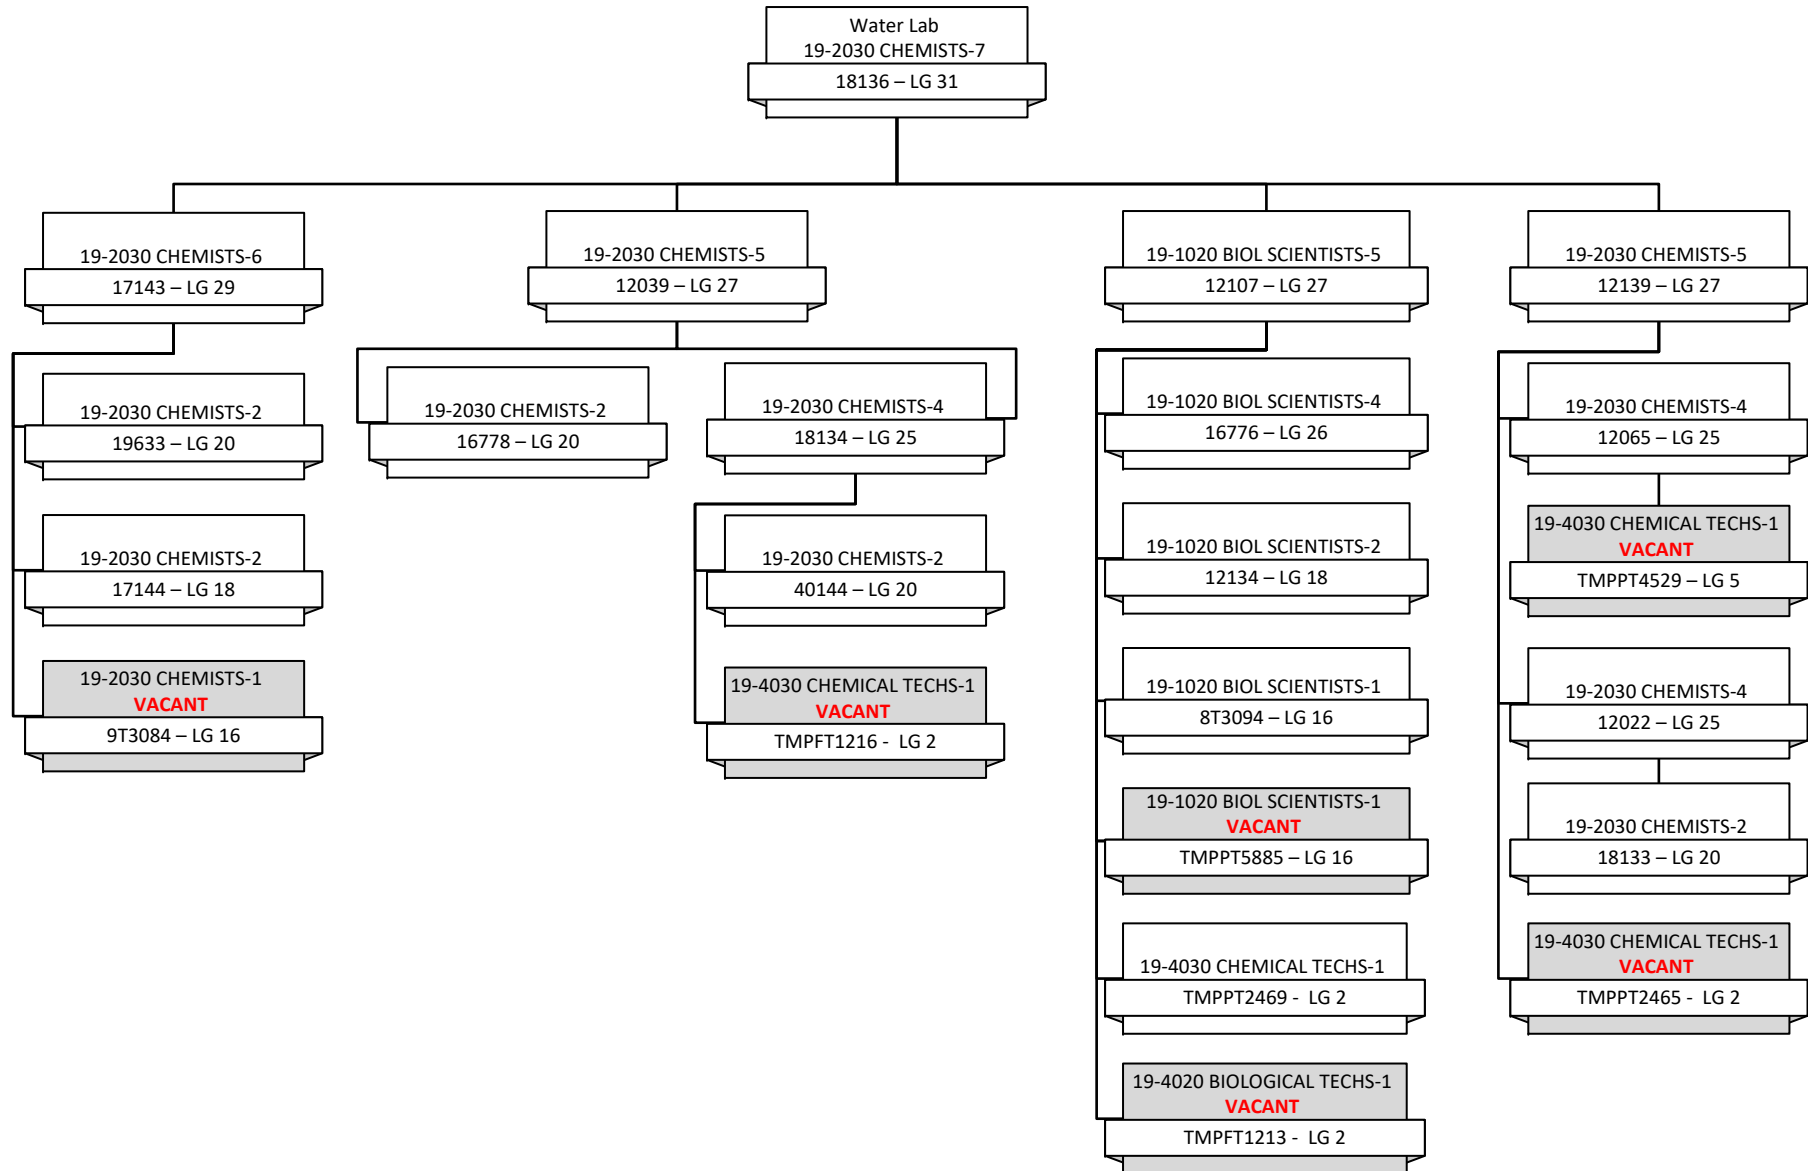 Water Lab
19-2030 CHEMISTS-7
18136 – LG 31
19-2030 CHEMISTS-6
17143 – LG 29
19-2030 CHEMISTS-2
19633 – LG 20
19-2030 CHEMISTS-2
17144 – LG 18
19-2030 CHEMISTS-1
VACANT
9T3084 – LG 16
19-2030 CHEMISTS-5
12039 – LG 27
19-2030 CHEMISTS-2
16778 – LG 20
19-2030 CHEMISTS-4
18134 – LG 25
19-2030 CHEMISTS-2
40144 – LG 20
19-4030 CHEMICAL TECHS-1
VACANT
TMPFT1216 - LG 2
19-1020 BIOL SCIENTISTS-5
12107 – LG 27
19-1020 BIOL SCIENTISTS-4
16776 – LG 26
19-1020 BIOL SCIENTISTS-2
12134 – LG 18
19-1020 BIOL SCIENTISTS-1
8T3094 – LG 16
19-1020 BIOL SCIENTISTS-1
VACANT
TMPPT5885 – LG 16
19-4030 CHEMICAL TECHS-1
TMPPT2469 - LG 2
19-4020 BIOLOGICAL TECHS-1
VACANT
TMPFT1213 - LG 2
19-2030 CHEMISTS-5
12139 – LG 27
19-2030 CHEMISTS-4
12065 – LG 25
19-4030 CHEMICAL TECHS-1
VACANT
TMPPT4529 – LG 5
19-2030 CHEMISTS-4
12022 – LG 25
19-2030 CHEMISTS-2
18133 – LG 20
19-4030 CHEMICAL TECHS-1
VACANT
TMPPT2465 - LG 2